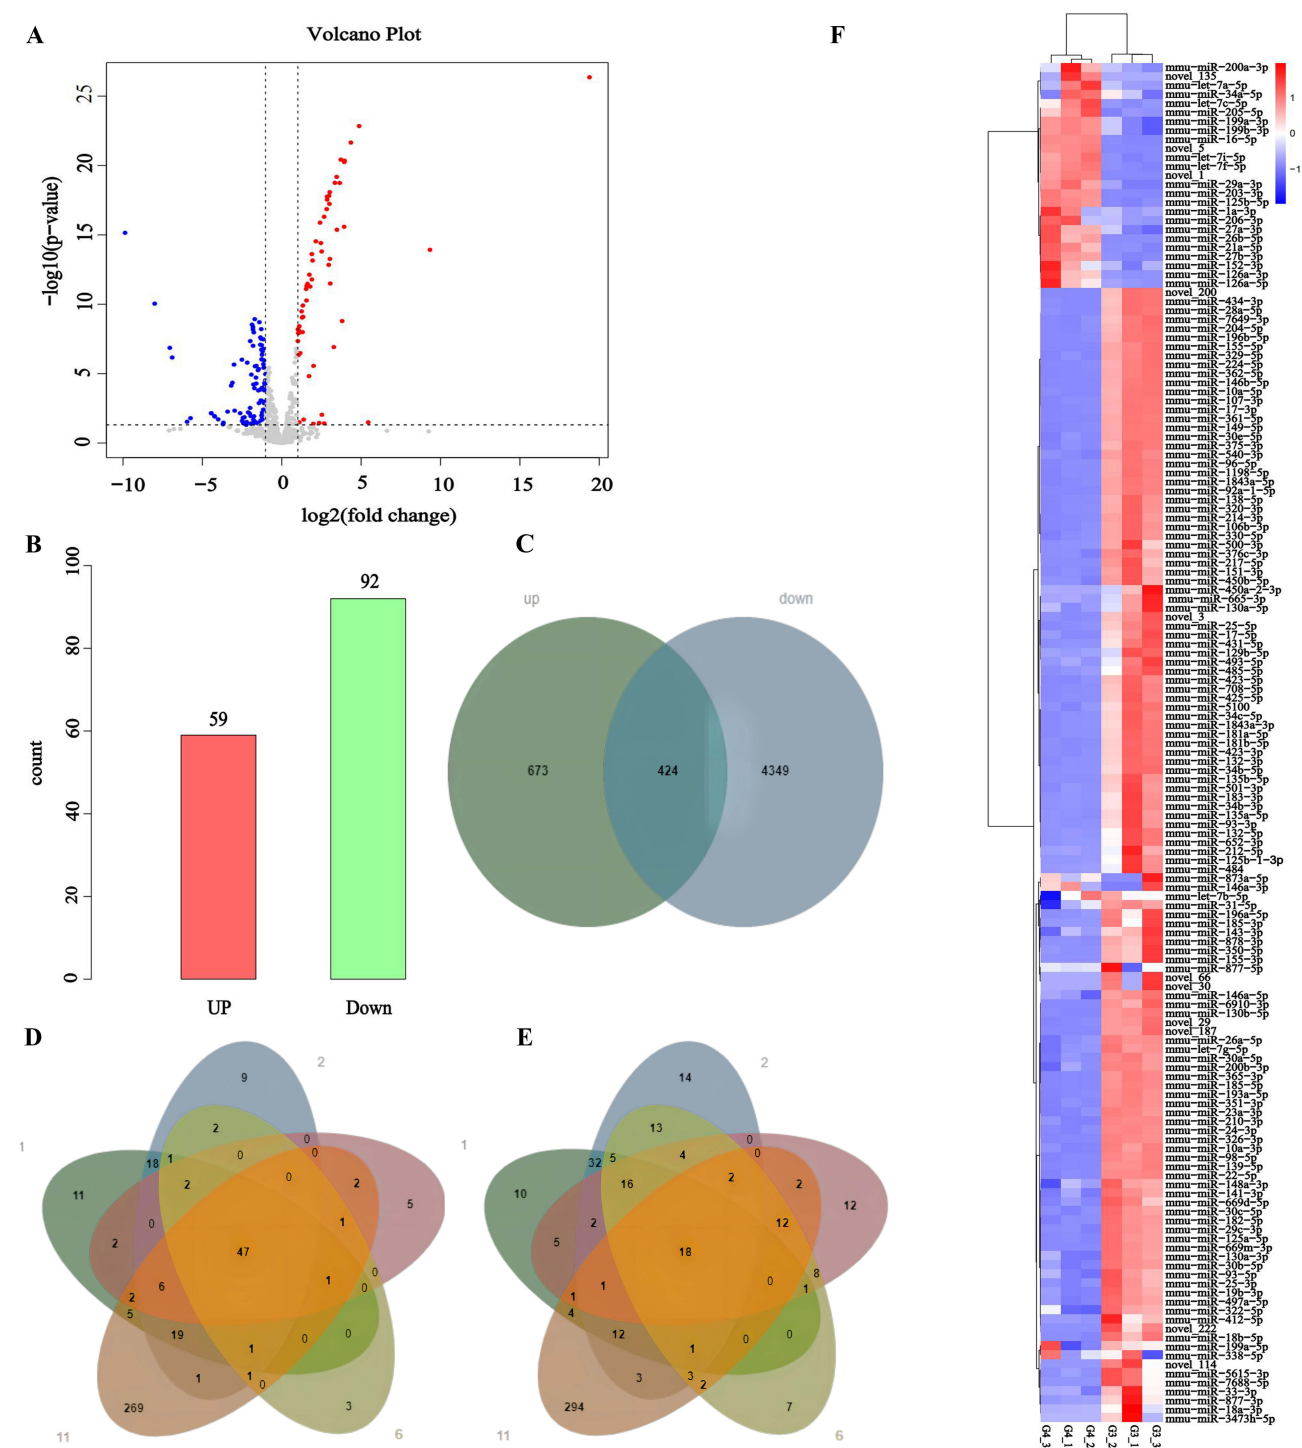 A
Volcano Plot
−log10(p−value)
25
20
15
10
5
0
−10
−5
0
5
10
15
20
log2(fold change)
B
count
100
80
60
40
20
0
59
92
UP
Down
C
up
down
673
424
4349
D
1
2
11
6
9
2
0
0
18
1
0
0
2
2
11
5
0
1
2
47
0
6
1
0
2
5
19
0
0
1
1
1
0
269
3
E
1
2
11
6
14
13
0
0
32
5
4
2
2
16
10
12
2
12
5
18
8
1
0
1
1
4
12
0
0
1
3
3
2
294
7
F
1
0
−1
mmu−miR−200a−3p
novel_135
mmu−let−7a−5p
mmu−miR−34a−5p
mmu−let−7c−5p
mmu−miR−205−5p
mmu−miR−199a−3p
mmu−miR−199b−3p
mmu−miR−16−5p
novel_5
mmu−let−7i−5p
mmu−let−7f−5p
novel_1
mmu−miR−29a−3p
mmu−miR−203−3p
mmu−miR−125b−5p
mmu−miR−1a−3p
mmu−miR−206−3p
mmu−miR−27a−3p
mmu−miR−26b−5p
mmu−miR−21a−5p
mmu−miR−27b−3p
mmu−miR−152−3p
mmu−miR−126a−3p
mmu−miR−126a−5p
novel_200
mmu−miR−434−3p
mmu−miR−28a−5p
mmu−miR−7649−3p
mmu−miR−204−5p
mmu−miR−196b−5p
mmu−miR−155−5p
mmu−miR−329−5p
mmu−miR−224−5p
mmu−miR−362−5p
mmu−miR−146b−5p
mmu−miR−10a−5p
mmu−miR−107−3p
mmu−miR−17−3p
mmu−miR−361−5p
mmu−miR−149−5p
mmu−miR−30e−5p
mmu−miR−375−3p
mmu−miR−540−3p
mmu−miR−96−5p
mmu−miR−1198−5p
mmu−miR−1843a−5p
mmu−miR−92a−1−5p
mmu−miR−138−5p
mmu−miR−320−3p
mmu−miR−214−3p
mmu−miR−106b−3p
mmu−miR−330−5p
mmu−miR−500−3p
mmu−miR−376c−3p
mmu−miR−217−5p
mmu−miR−151−3p
mmu−miR−450b−5p
mmu−miR−450a−2−3p
mmu−miR−665−3p
mmu−miR−130a−5p
novel_3
mmu−miR−25−5p
mmu−miR−17−5p
mmu−miR−431−5p
mmu−miR−129b−5p
mmu−miR−493−5p
mmu−miR−485−5p
mmu−miR−423−5p
mmu−miR−708−5p
mmu−miR−425−5p
mmu−miR−5100
mmu−miR−34c−5p
mmu−miR−1843a−3p
mmu−miR−181a−5p
mmu−miR−181b−5p
mmu−miR−423−3p
mmu−miR−132−3p
mmu−miR−34b−5p
mmu−miR−135b−5p
mmu−miR−501−3p
mmu−miR−183−3p
mmu−miR−34b−3p
mmu−miR−135a−5p
mmu−miR−93−3p
mmu−miR−132−5p
mmu−miR−652−3p
mmu−miR−212−5p
mmu−miR−125b−1−3p
mmu−miR−484
mmu−miR−873a−5p
mmu−miR−146a−3p
mmu−let−7b−5p
mmu−miR−31−5p
mmu−miR−196a−5p
mmu−miR−185−3p
mmu−miR−143−3p
mmu−miR−878−3p
mmu−miR−350−5p
mmu−miR−155−3p
mmu−miR−877−5p
novel_66
novel_30
mmu−miR−146a−5p
mmu−miR−6910−3p
mmu−miR−130b−5p
novel_29
novel_187
mmu−miR−26a−5p
mmu−let−7g−5p
mmu−miR−30a−5p
mmu−miR−200b−3p
mmu−miR−365−3p
mmu−miR−185−5p
mmu−miR−193a−5p
mmu−miR−351−3p
mmu−miR−23a−3p
mmu−miR−210−3p
mmu−miR−24−3p
mmu−miR−326−3p
mmu−miR−10a−3p
mmu−miR−98−5p
mmu−miR−139−5p
mmu−miR−22−5p
mmu−miR−148a−3p
mmu−miR−141−3p
mmu−miR−669d−5p
mmu−miR−30c−5p
mmu−miR−182−5p
mmu−miR−29c−3p
mmu−miR−125a−5p
mmu−miR−669m−3p
mmu−miR−130a−3p
mmu−miR−30b−5p
mmu−miR−93−5p
mmu−miR−25−3p
mmu−miR−19b−3p
mmu−miR−497a−5p
mmu−miR−322−5p
mmu−miR−412−5p
novel_222
mmu−miR−18b−5p
mmu−miR−199a−5p
mmu−miR−338−5p
novel_114
mmu−miR−5615−3p
mmu−miR−7688−5p
mmu−miR−33−3p
mmu−miR−877−3p
mmu−miR−18a−3p
mmu−miR−3473h−5p
G4_3
G4_1
G4_2
G3_2
G3_1
G3_3